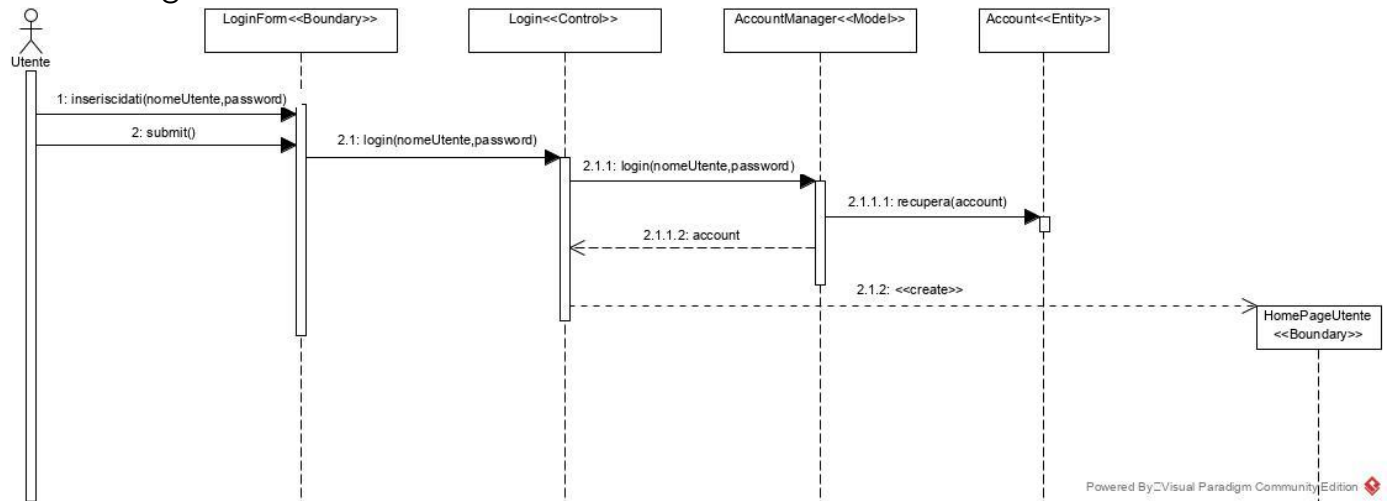 LoginForm<<Boundary>>
Login<<Control>>
AccountManager<<Model>>
Account<<Entity>>
Utente
1: inseriscidati(nomeUtente,password)
2: submit()
2.1: login(nomeUtente,password)
2.1.1: login(nomeUtente,password)
2.1.1.1: recupera(account)
2.1.1.2: account
2.1.2: <<create>>
HomePageUtente
<<Boundary>>
Powered By Visual Paradigm Community Edition